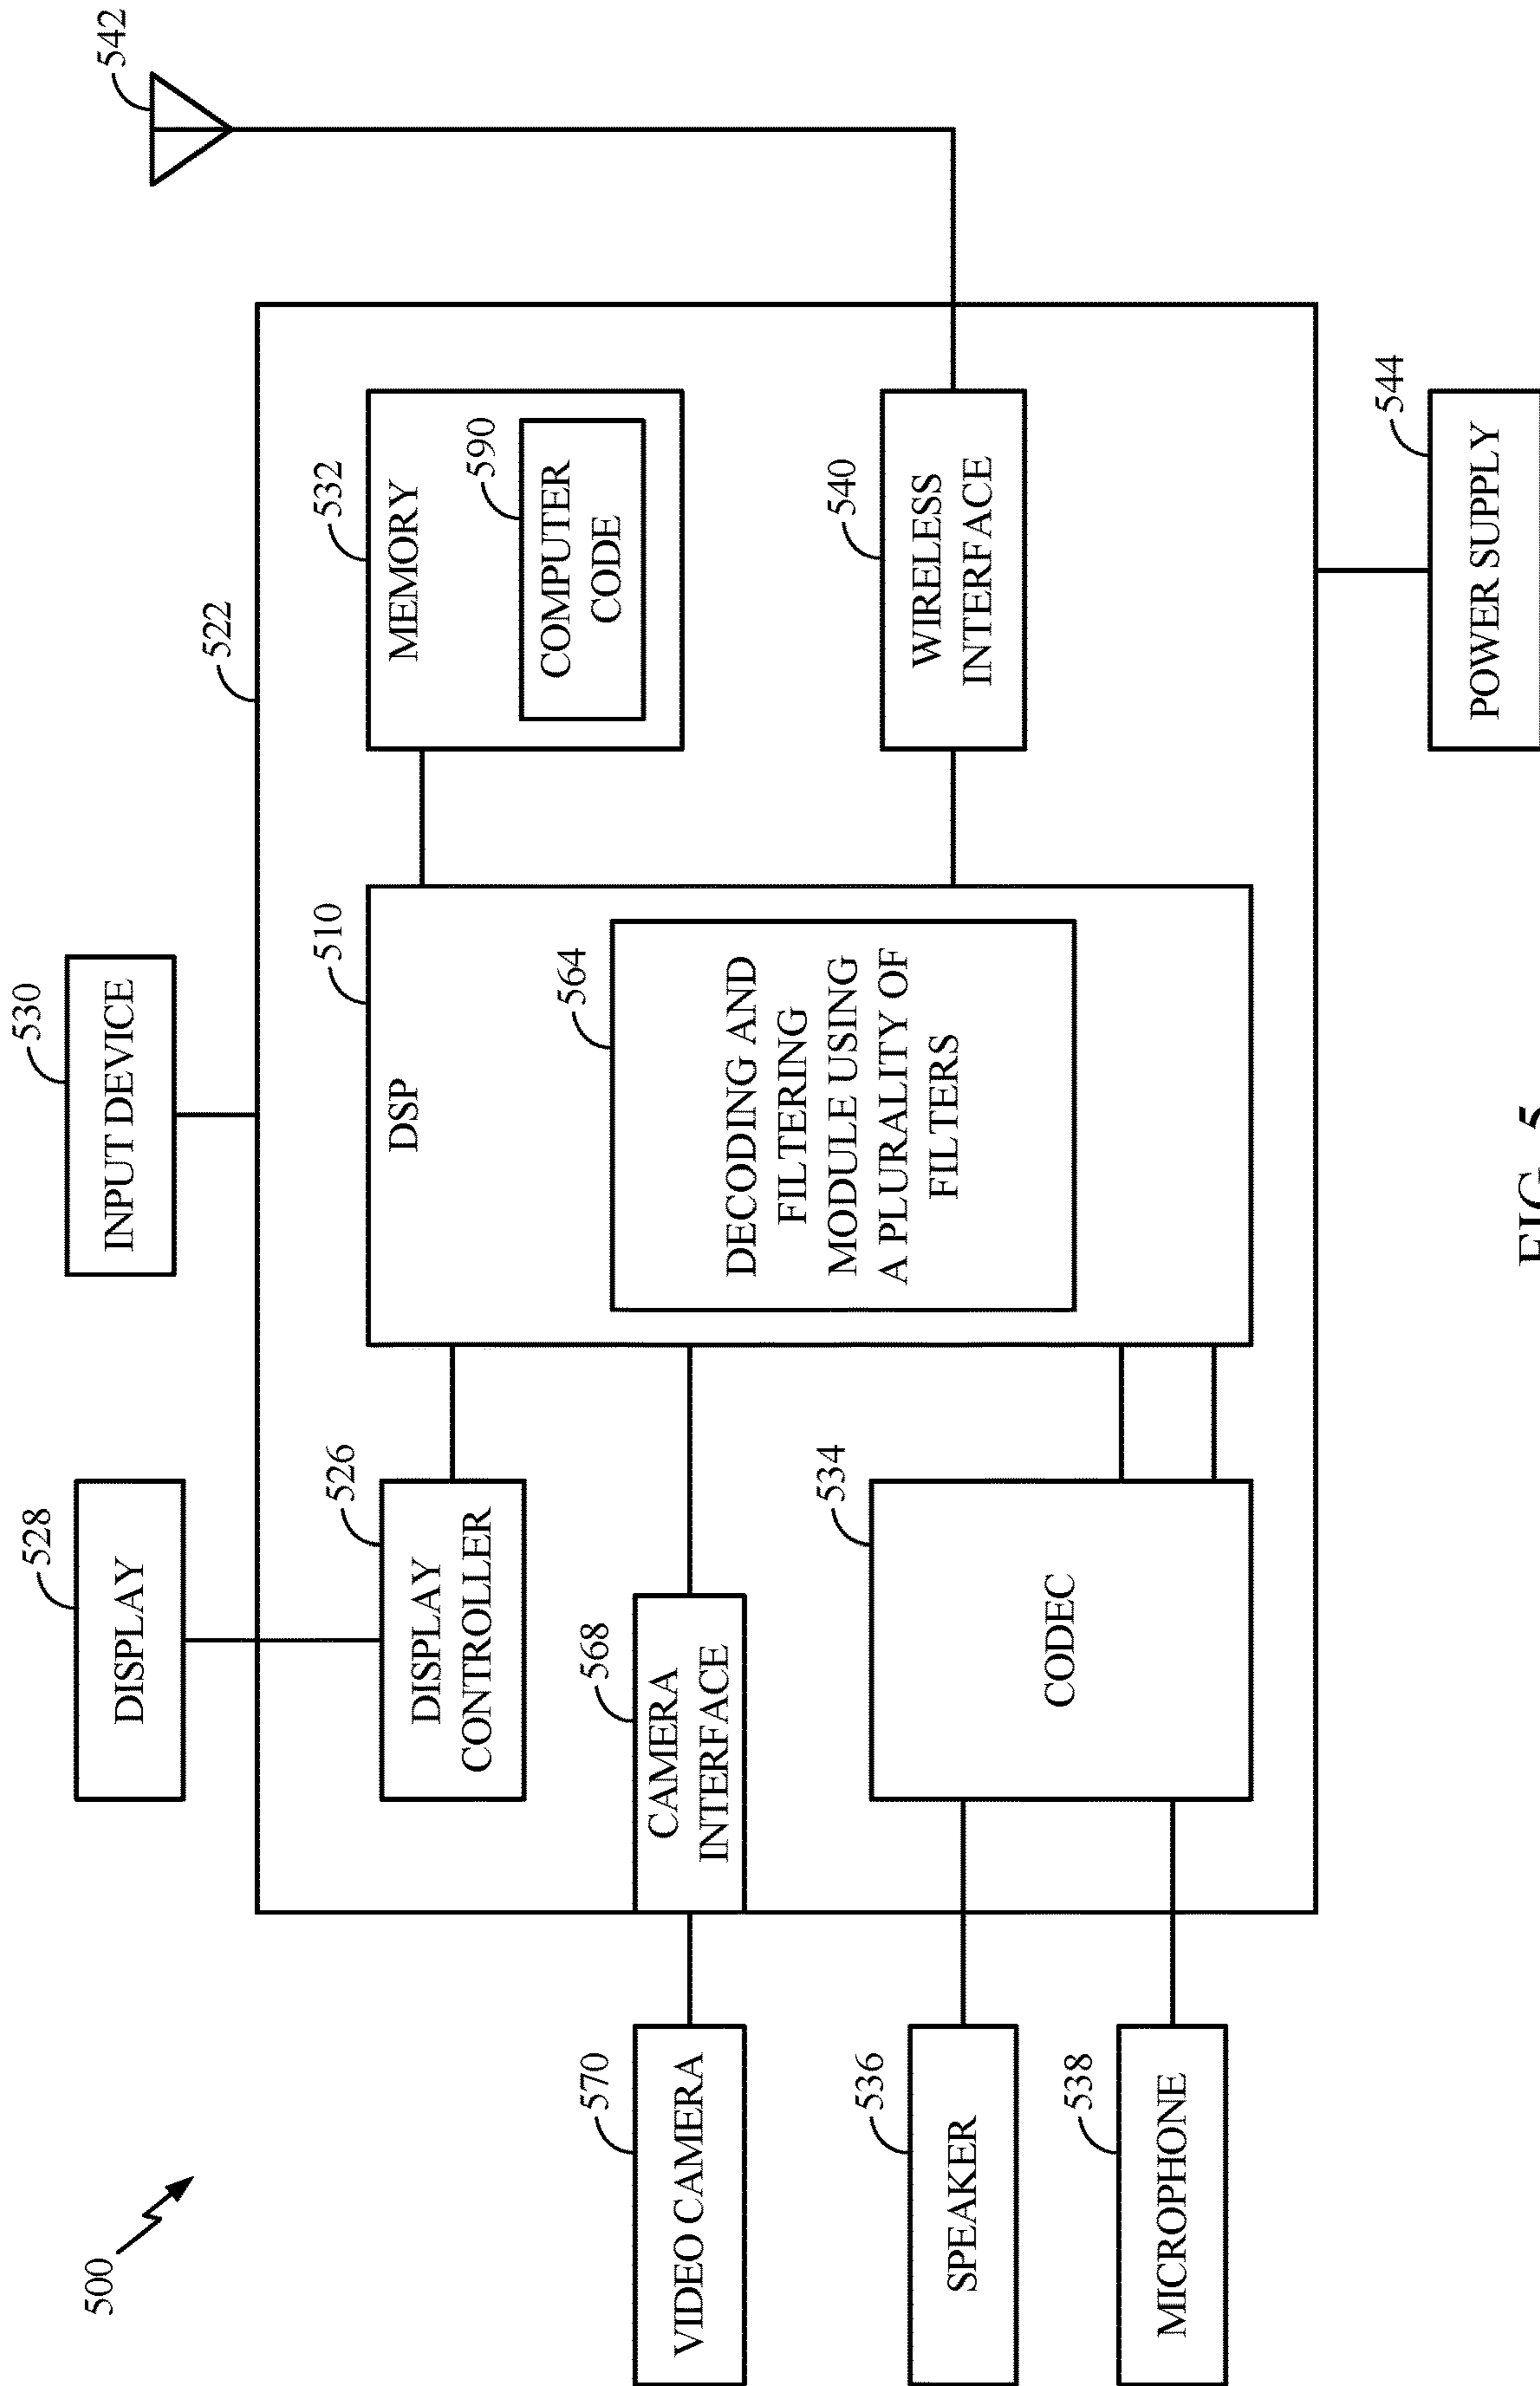 500
528
DISPLAY
530
INPUT DEVICE
542
522
526
DISPLAY
CONTROLLER
510
DSP
564
DECODING AND
FILTERING
MODULE USING
A PLURALITY OF
FILTERS
532
MEMORY
590
COMPUTER
CODE
570
VIDEO CAMERA
568
CAMERA
INTERFACE
536
SPEAKER
534
CODEC
540
WIRELESS
INTERFACE
538
MICROPHONE
544
POWER SUPPLY
FIG. 5